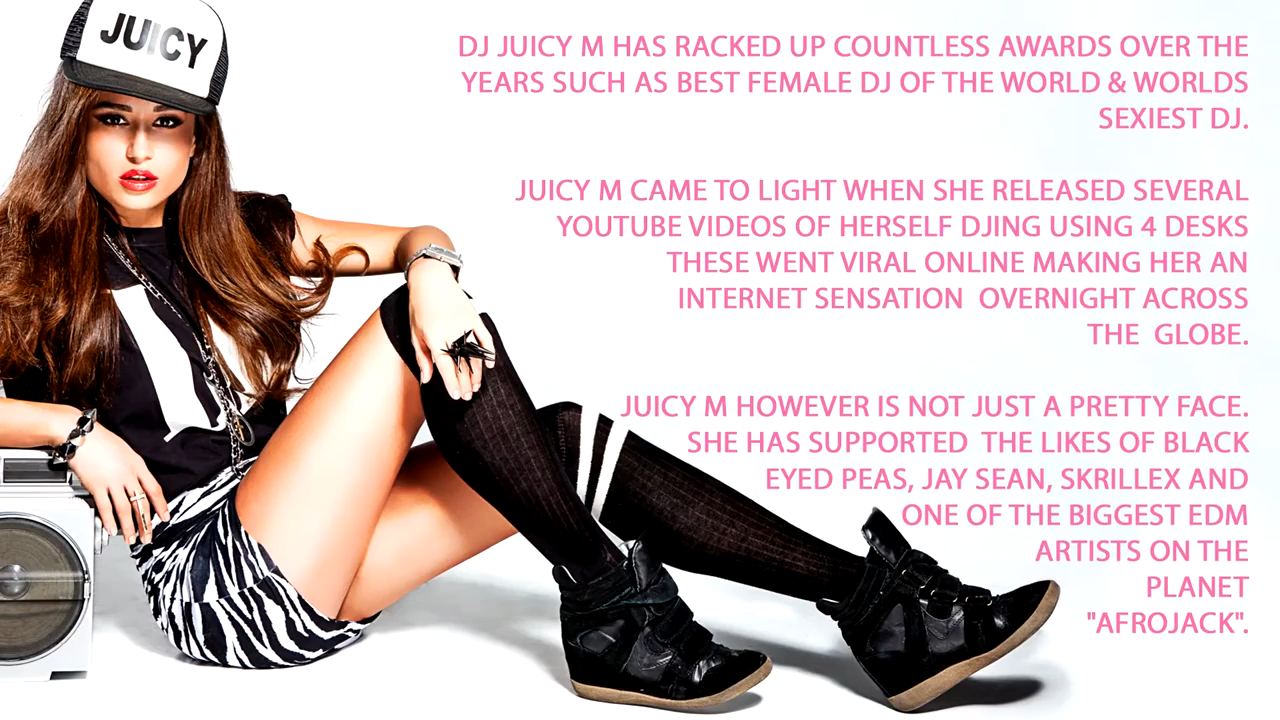 JUICY
DJ JUICY M HAS RACKED UP COUNTLESS AWARDS OVER THE
YEARS SUCH AS BEST FEMALE DJ OF THE WORLD & WORLDS
SEXIEST DJ.
JUICY M CAME TO LIGHT WHEN SHE RELEASED SEVERAL
YOUTUBE VIDEOS OF HERSELF DJING USING 4 DESKS
THESE WENT VIRAL ONLINE MAKING HER AN
INTERNET SENSATION  OVERNIGHT ACROSS
THE  GLOBE.
JUICY M HOWEVER IS NOT JUST A PRETTY FACE.
SHE HAS SUPPORTED  THE LIKES OF BLACK
EYED PEAS, JAY SEAN, SKRILLEX AND
ONE OF THE BIGGEST EDM
ARTISTS ON THE
PLANET
"AFROJACK".